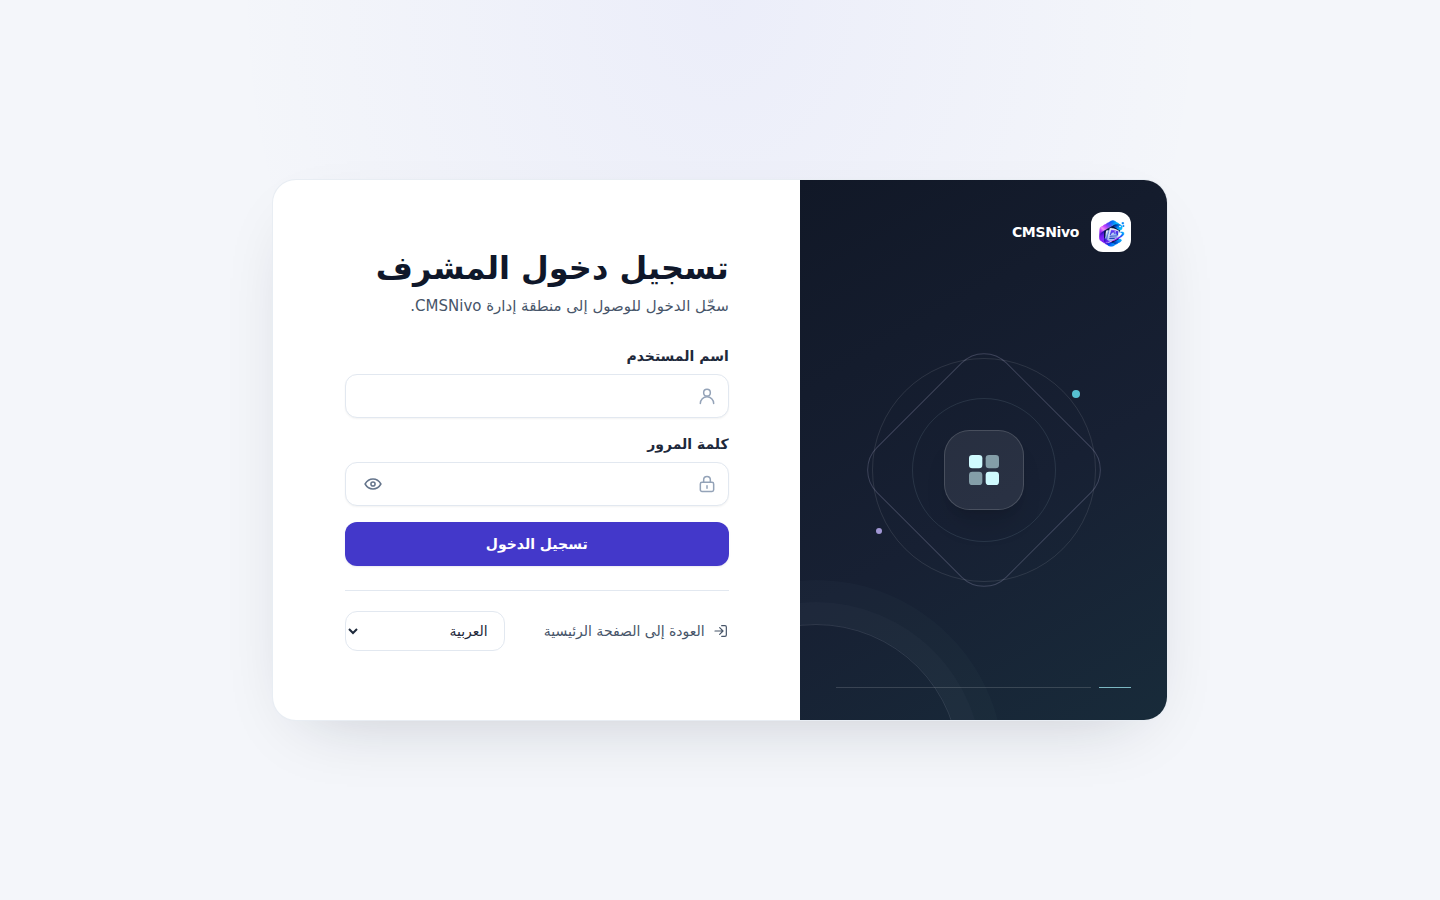 CMSNivo
تسجيل دخول المشرف
سجّل الدخول للوصول إلى منطقة إدارة CMSNivo.
اسم المستخدم
كلمة المرور
تسجيل الدخول
العودة إلى الصفحة الرئيسية
العربية